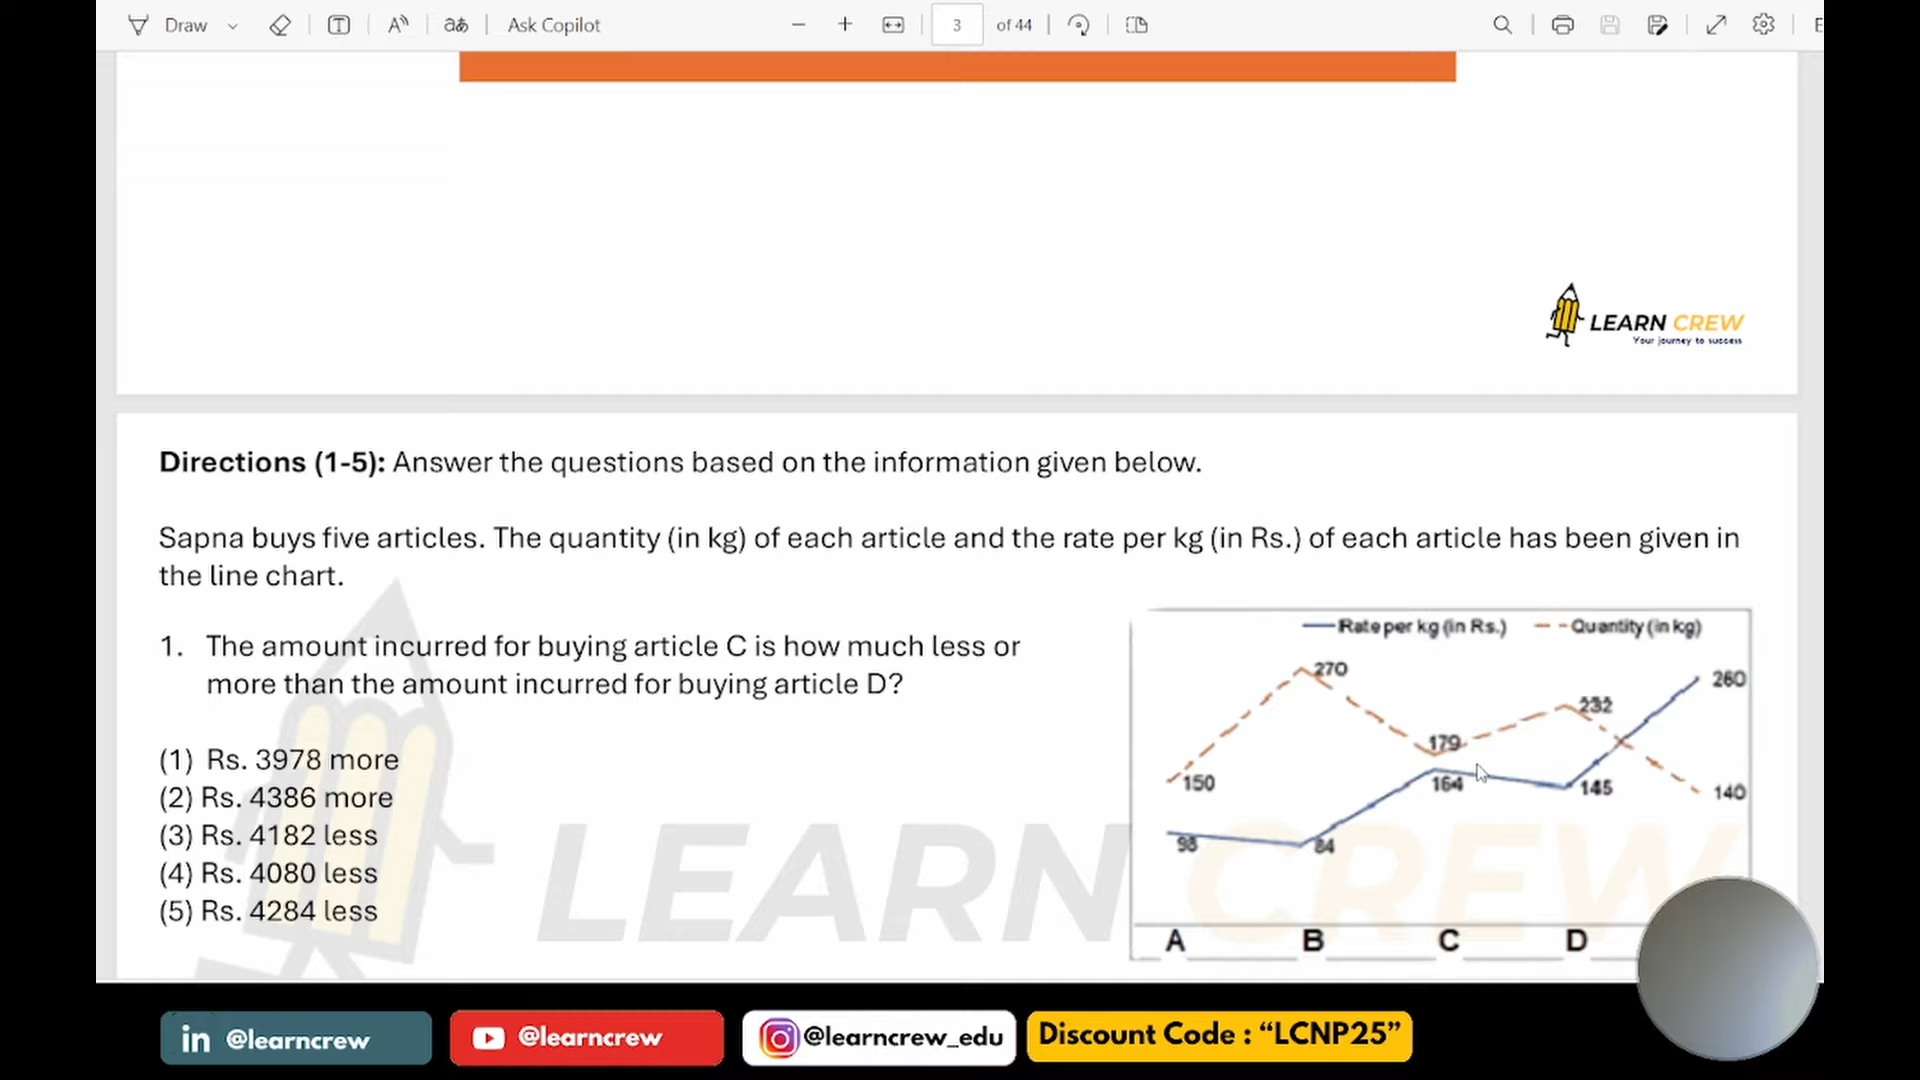 Draw
aあ
Ask Copilot
3
of 44
LEARN CREW
Your journey to success
Directions (1-5): Answer the questions based on the information given below.
Sapna buys five articles. The quantity (in kg) of each article and the rate per kg (in Rs.) of each article has been given in
the line chart.
1. The amount incurred for buying article C is how much less or
more than the amount incurred for buying article D?
(1) Rs. 3978 more
(2) Rs. 4386 more
(3) Rs. 4182 less
(4) Rs. 4080 less
(5) Rs. 4284 less
Rate per kg (in Rs.) Quantity (in kg)
270
260
232
179
150
164
145
140
98
84
A B C D
LEARN CREW
in @learncrew
@learncrew
@learncrew_edu
Discount Code : “LCNP25”